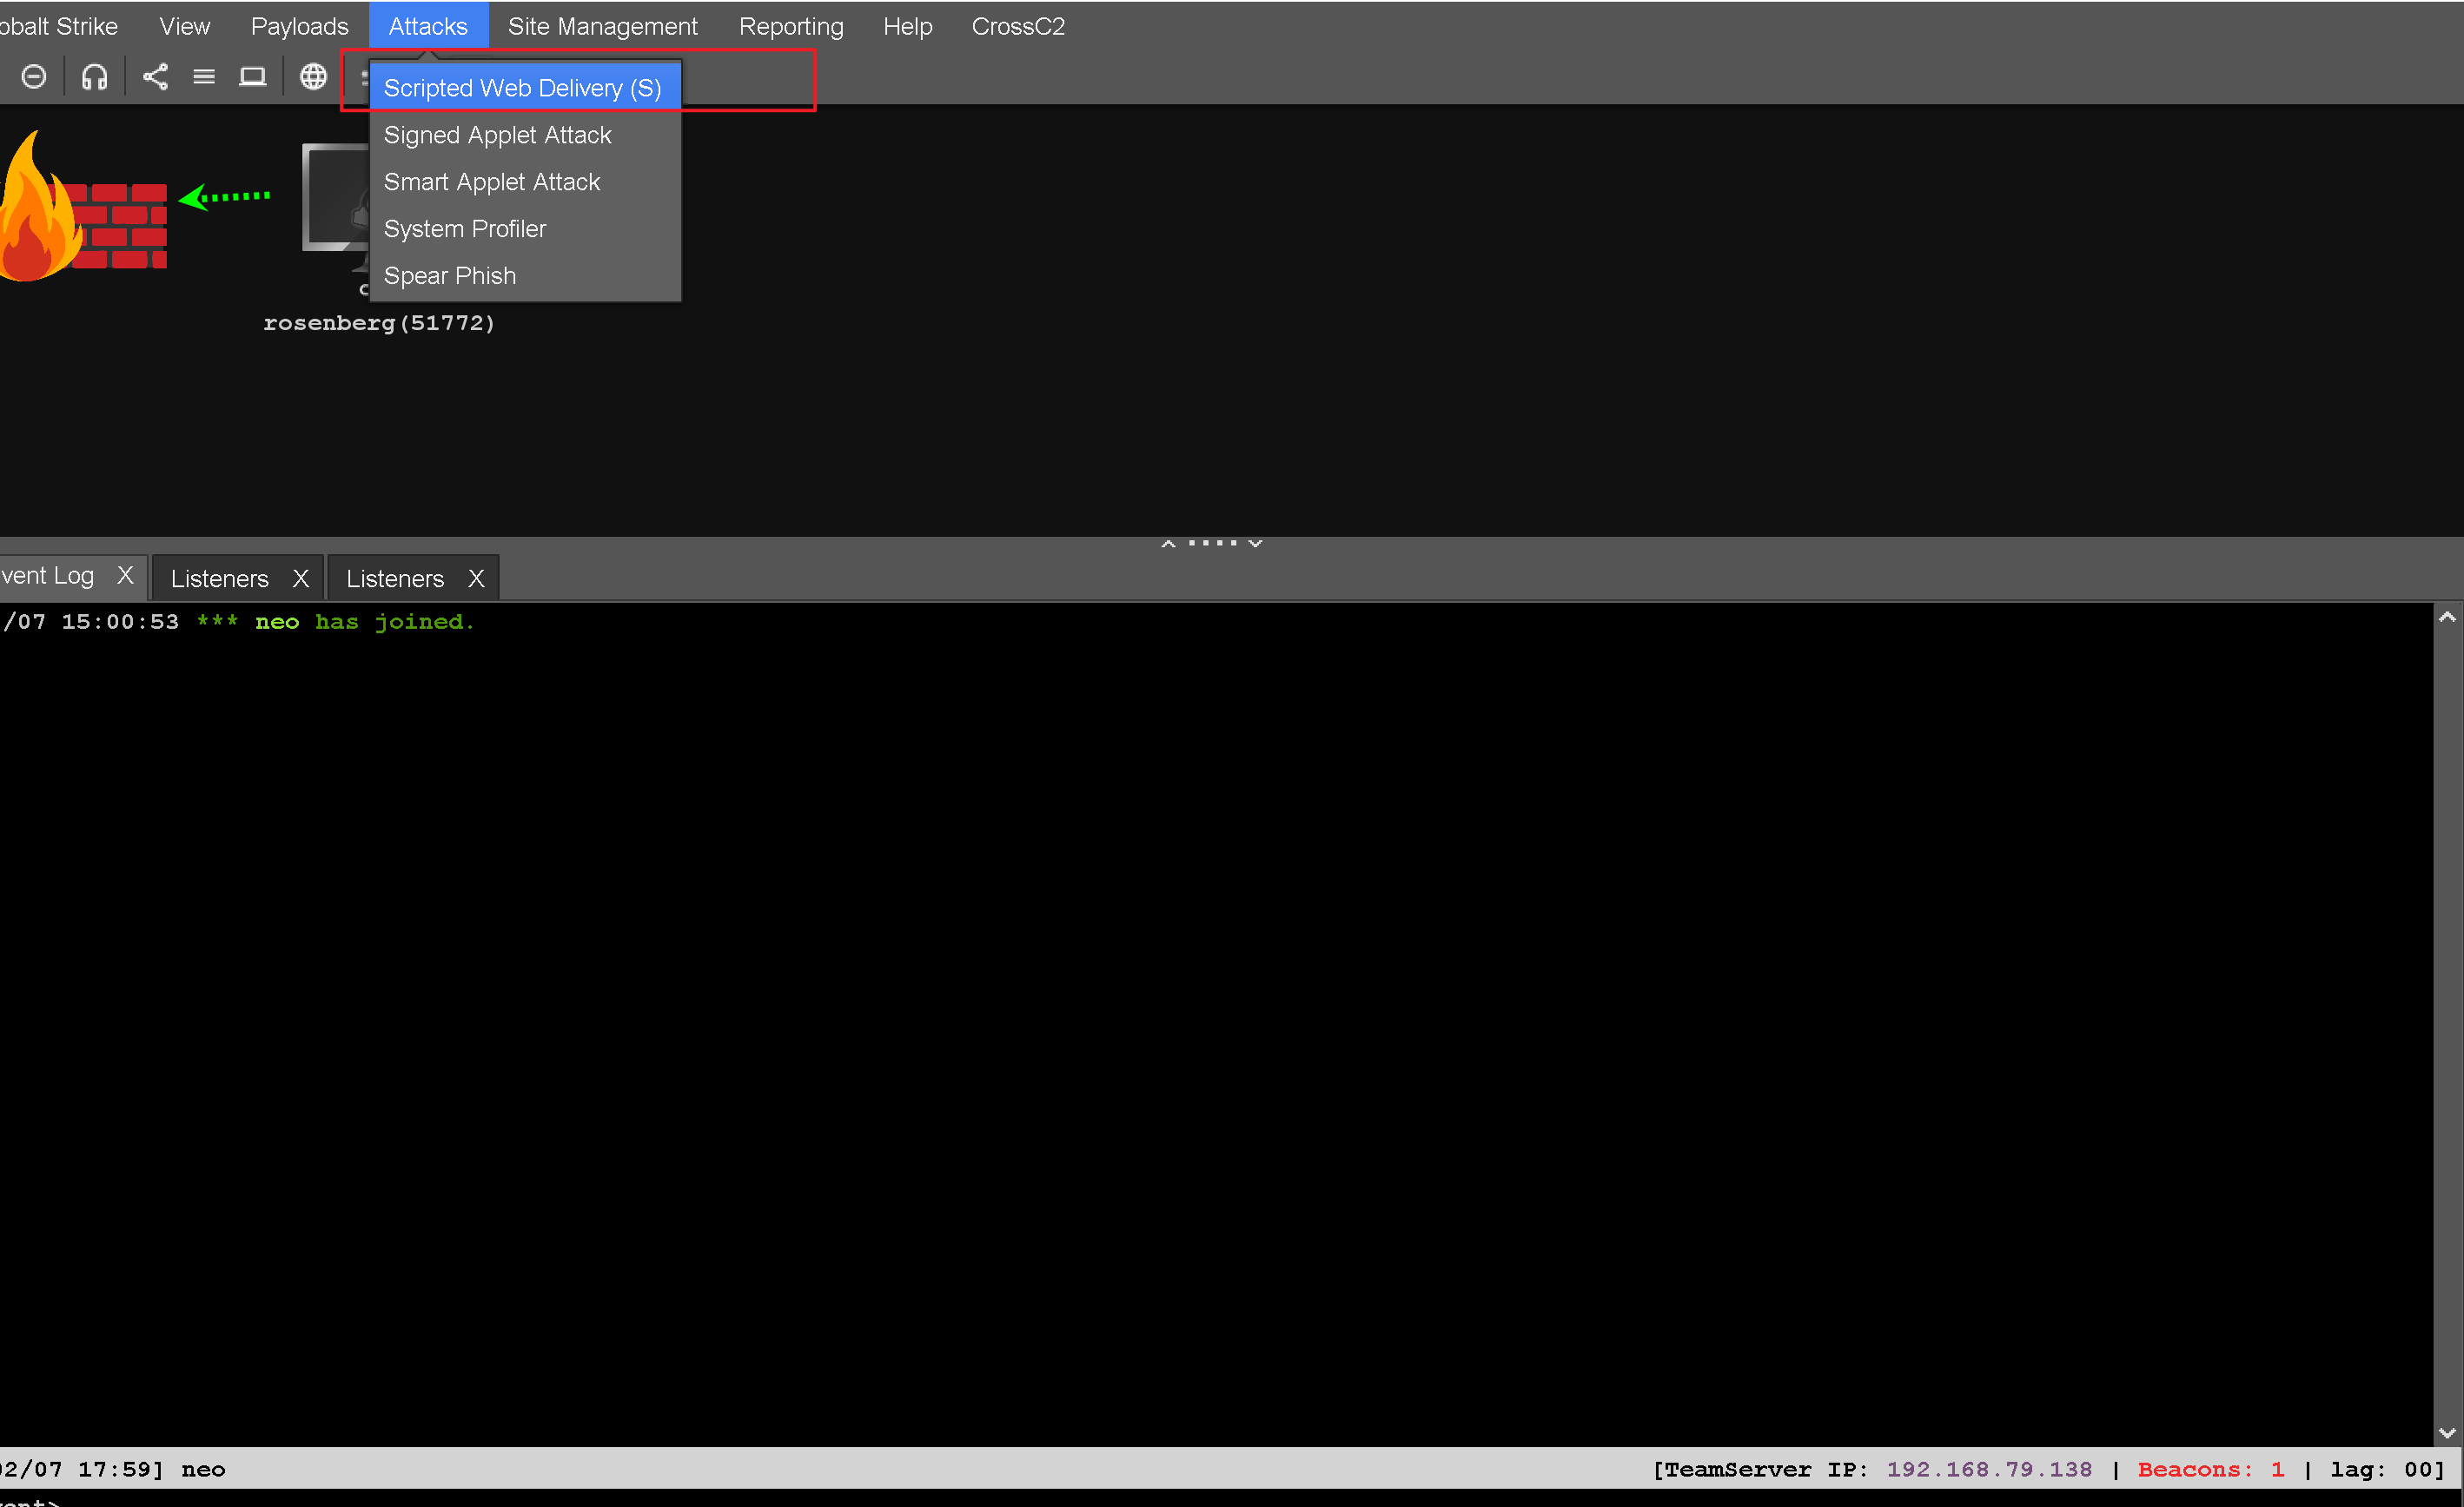 obalt Strike View Payloads Attacks Site Management Reporting Help CrossC2
Scripted Web Delivery (S)
Signed Applet Attack
Smart Applet Attack
System Profiler
Spear Phish
rosenberg(51772)
vent Log X Listeners X Listeners X
/07 15:00:53 *** neo has joined.
02/07 17:59] neo [TeamServer IP: 192.168.79.138 | Beacons: 1 | lag: 00]